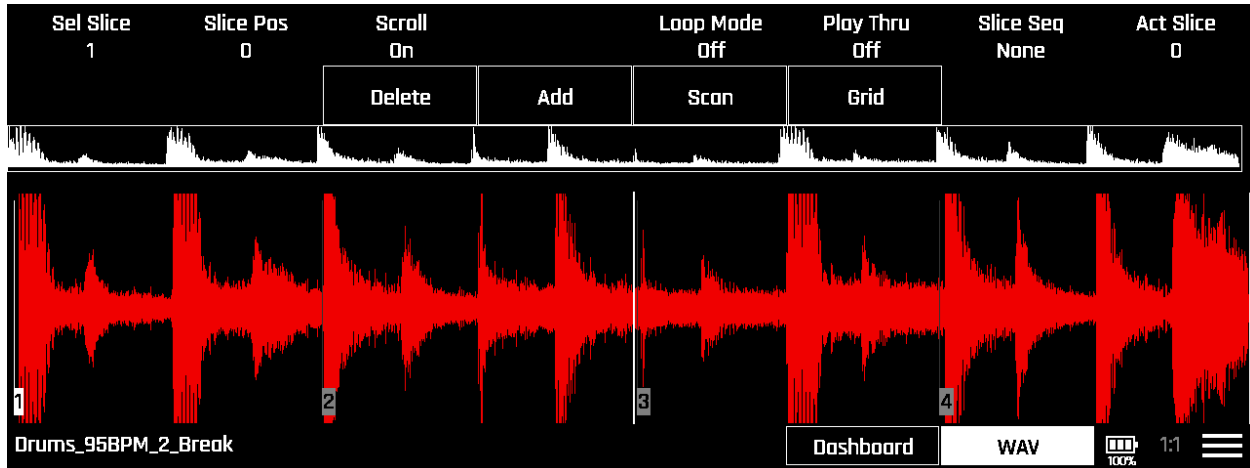 Sel Slice Slice Pos Scroll Loop Mode Play Thru Slice Seq Act Slice
1 0 On Off Off None 0
Delete Add Scan Grid
1 2 3 4
Drums_95BPM_2_Break Dashboard WAV 100% 1:1